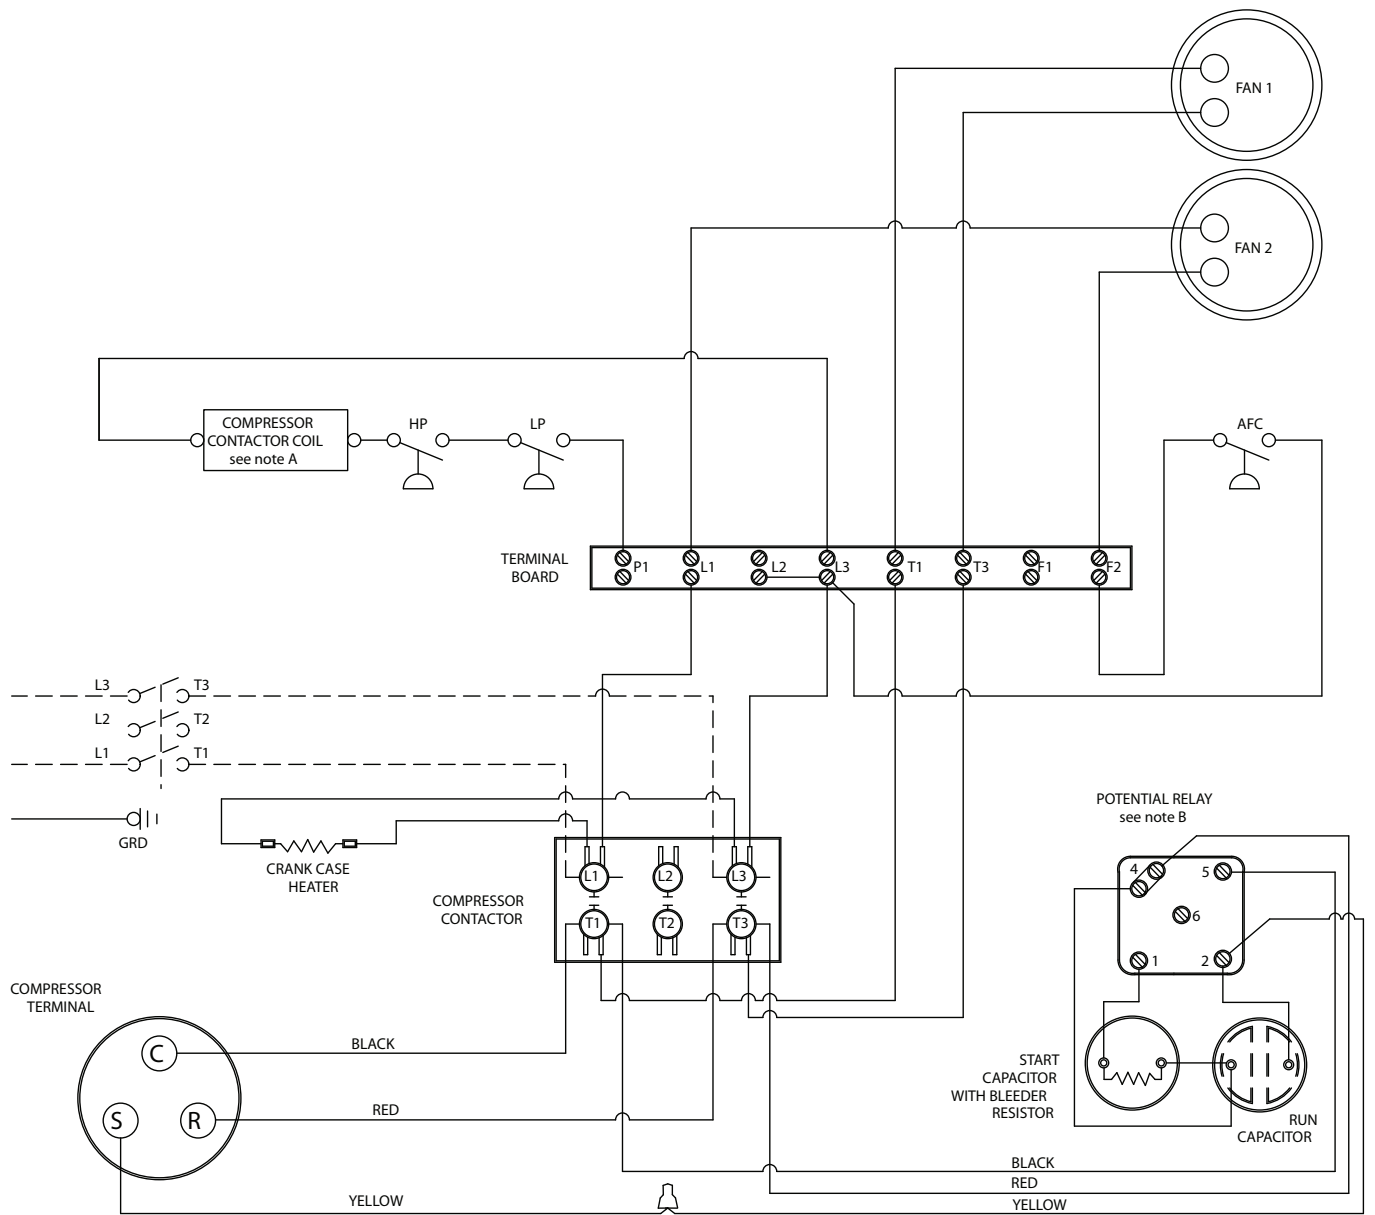 FAN 1
FAN 2
COMPRESSOR
CONTACTOR COIL
see note A
HP
LP
AFC
TERMINAL
BOARD
P1
L1
L2
L3
T1
T3
F1
F2
L3
T3
L2
T2
L1
T1
GRD
CRANK CASE
HEATER
COMPRESSOR
CONTACTOR
L1
L2
L3
T1
T2
T3
POTENTIAL RELAY
see note B
4
5
6
1
2
COMPRESSOR
TERMINAL
C
S
R
BLACK
RED
START
CAPACITOR
WITH BLEEDER
RESISTOR
RUN
CAPACITOR
BLACK
RED
YELLOW
YELLOW